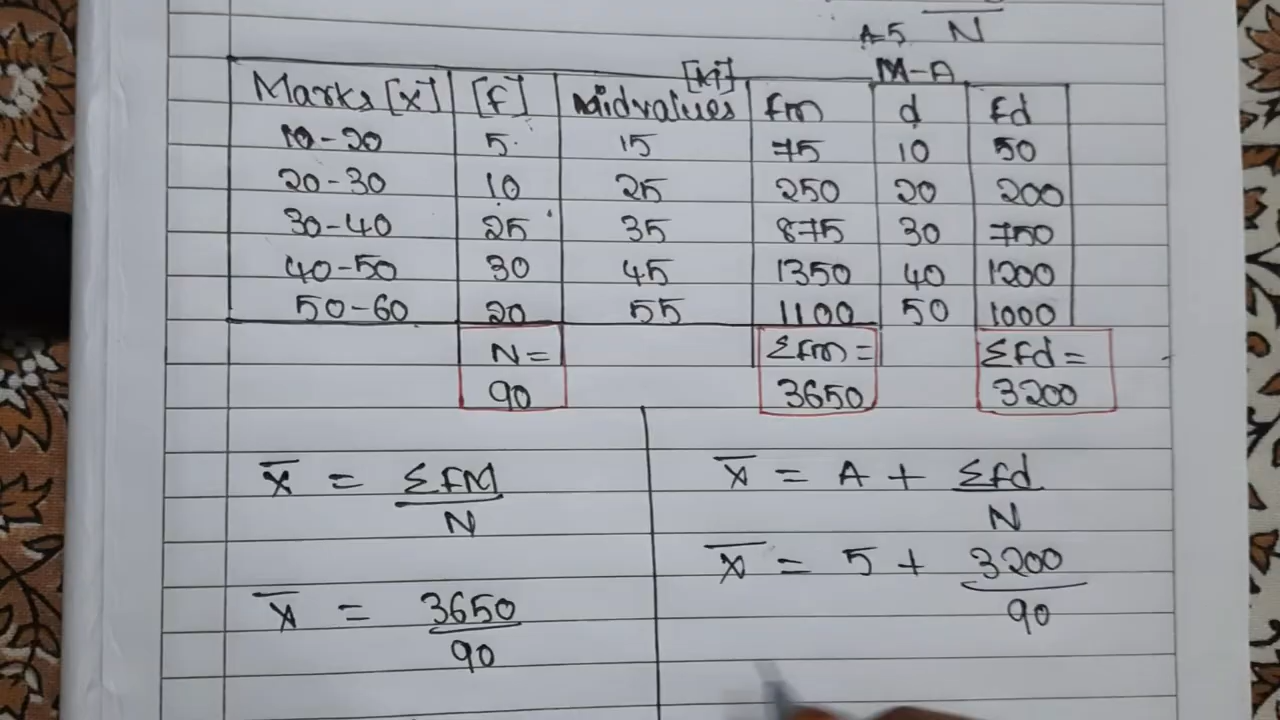 A=5 N
[M]
M-A
Marks [x] [f] Midvalues fm d fd
10-20 5 15 75 10 50
20-30 10 25 250 20 200
30-40 25 35 875 30 750
40-50 30 45 1350 40 1200
50-60 20 55 1100 50 1000
N= Σfm= Σfd=
90 3650 3200
x̄ = ΣfM/N
x̄ = A + Σfd/N
x̄ = 3650/90
x̄ = 5 + 3200/90